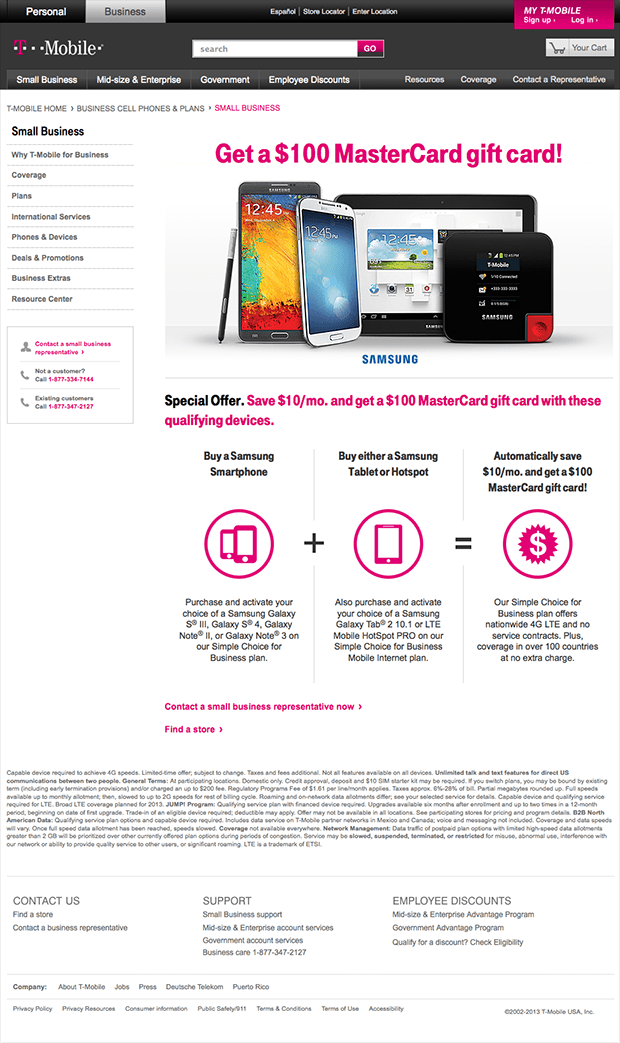 Personal
Business
Español | Store Locator | Enter Location
MY T-MOBILE
Sign up › Log in ›
T··Mobile·
search
GO
Your Cart
Small Business
Mid-size & Enterprise
Government
Employee Discounts
Resources
Coverage
Contact a Representative
T-MOBILE HOME › BUSINESS CELL PHONES & PLANS › SMALL BUSINESS
Small Business
Why T-Mobile for Business
Coverage
Plans
International Services
Phones & Devices
Deals & Promotions
Business Extras
Resource Center
Contact a small business
representative ›
Not a customer?
Call 1-877-334-7144
Existing customers
Call 1-877-347-2127
Get a $100 MasterCard gift card!
SAMSUNG
12:45
SAMSUNG
12:45
12:45
SAMSUNG
12:45 PM
T-Mobile
1/10 Connected
SAMSUNG
SAMSUNG
Special Offer. Save $10/mo. and get a $100 MasterCard gift card with these
qualifying devices.
Buy a Samsung
Smartphone
Purchase and activate your
choice of a Samsung Galaxy
S® III, Galaxy S® 4, Galaxy
Note® II, or Galaxy Note® 3 on
our Simple Choice for
Business plan.
+
Buy either a Samsung
Tablet or Hotspot
Also purchase and activate
your choice of a Samsung
Galaxy Tab® 2 10.1 or LTE
Mobile HotSpot PRO on our
Simple Choice for Business
Mobile Internet plan.
=
Automatically save
$10/mo. and get a $100
MasterCard gift card!
$
Our Simple Choice for
Business plan offers
nationwide 4G LTE and no
service contracts. Plus,
coverage in over 100 countries
at no extra charge.
Contact a small business representative now ›
Find a store ›
Capable device required to achieve 4G speeds. Limited-time offer; subject to change. Taxes and fees additional. Not all features available on all devices. Unlimited talk and text features for direct US
communications between two people. General Terms: At participating locations. Domestic only. Credit approval, deposit and $10 SIM starter kit may be required. If you switch plans, you may be bound by existing
term (including early termination provisions) and/or charged an up to $200 fee. Regulatory Programs Fee of $1.61 per line/month applies. Taxes approx. 6%-28% of bill. Partial megabytes rounded up. Full speeds
available up to monthly allotment, then, slowed to up to 2G speeds for rest of billing cycle. Roaming and on-network data allotments differ; see your selected service for details. Capable device and qualifying service
required for LTE. Broad LTE coverage planned for 2013. JUMP! Program: Qualifying service plan with financed device required. Upgrades available six months after enrollment and up to two times in a 12-month
period, beginning on date of first upgrade. Trade-in of an eligible device required; deductible may apply. Offer may not be available in all locations. See participating stores for pricing and program details. B2B North
American Data: Qualifying service plan options and capable device required. Includes data service on T-Mobile partner networks in Mexico and Canada; voice and messaging not included. Coverage and data speeds
will vary. Once full speed data allotment has been reached, speeds slowed. Coverage not available everywhere. Network Management: Data traffic of postpaid plan options with limited high-speed data allotments
greater than 2 GB will be prioritized over other currently offered plan options during periods of congestion. Service may be slowed, suspended, terminated, or restricted for misuse, abnormal use, interference with
our network or ability to provide quality service to other users, or significant roaming. LTE is a trademark of ETSI.
CONTACT US
Find a store
Contact a business representative
SUPPORT
Small Business support
Mid-size & Enterprise account services
Government account services
Business care 1-877-347-2127
EMPLOYEE DISCOUNTS
Mid-size & Enterprise Advantage Program
Government Advantage Program
Qualify for a discount? Check Eligibility
Company: About T-Mobile Jobs Press Deutsche Telekom Puerto Rico
Privacy Policy Privacy Resources Consumer information Public Safety/911 Terms & Conditions Terms of Use Accessibility
©2002-2013 T-Mobile USA, Inc.